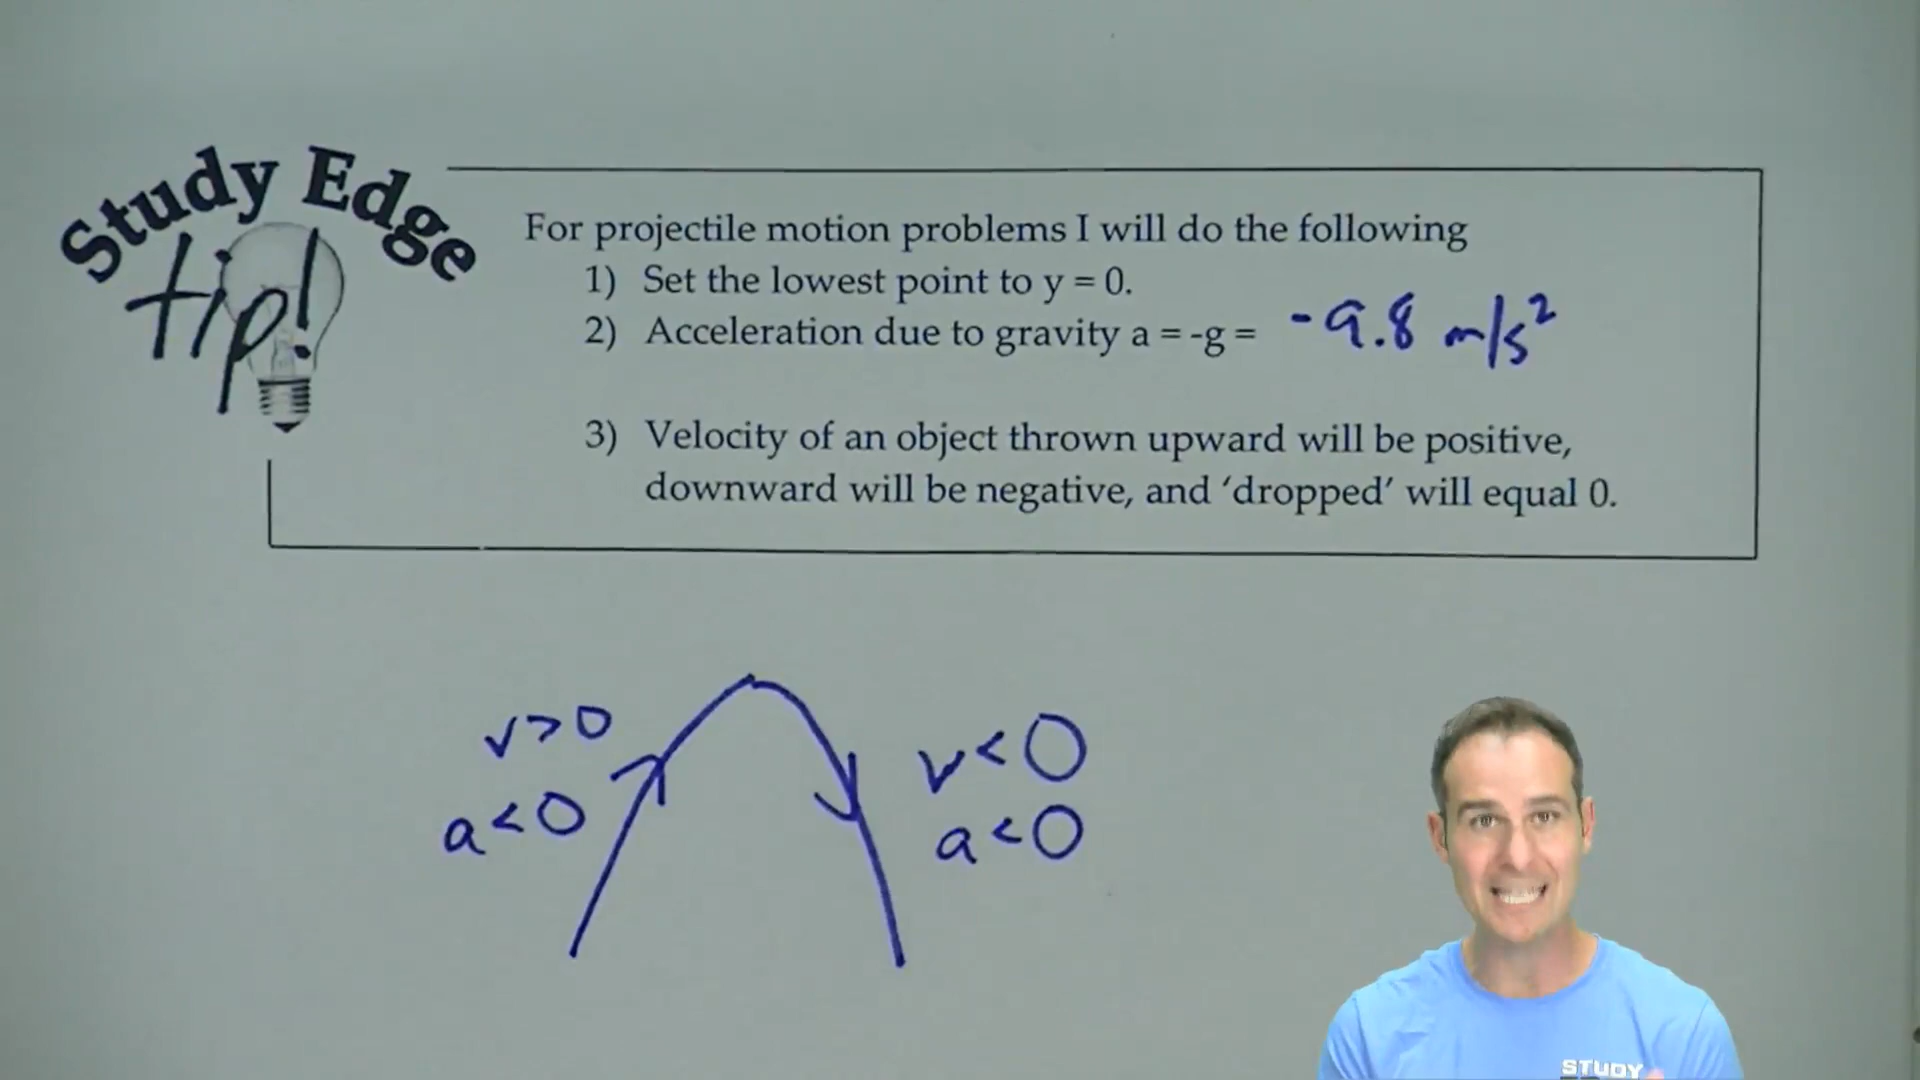 Study Edge
tip!
For projectile motion problems I will do the following
1) Set the lowest point to y = 0.
2) Acceleration due to gravity a = -g = -9.8 m/s²
3) Velocity of an object thrown upward will be positive,
downward will be negative, and ‘dropped’ will equal 0.
v>0
a<0
v<0
a<0
STUDY